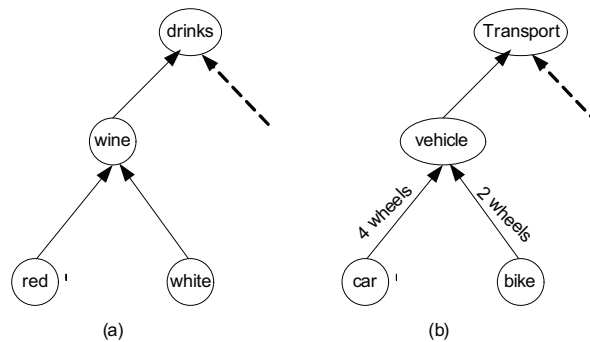 drinks
wine
red
white
(a)
Transport
vehicle
4 wheels
2 wheels
car
bike
(b)